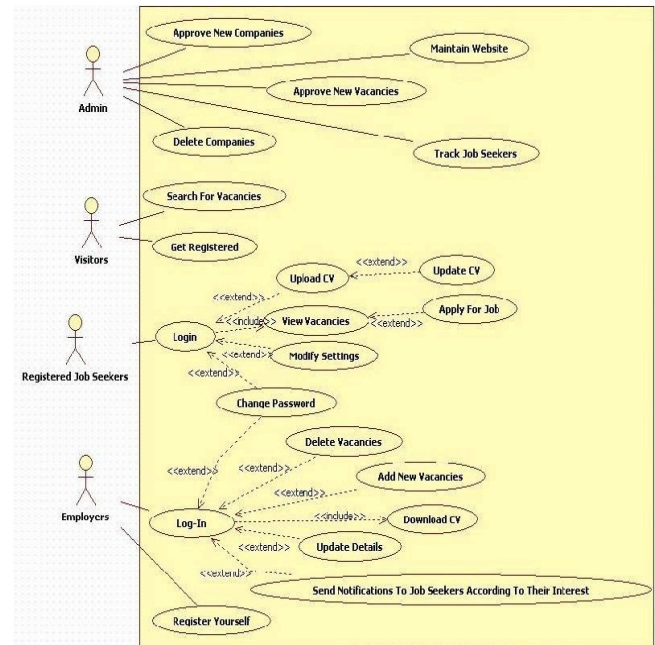 Approve New Companies
Maintain Website
Approve New Vacancies
Admin
Delete Companies
Track Job Seekers
Search For Vacancies
Visitors
Get Registered
<<extend>>
Update CV
Upload CV
<<extend>>
Apply For Job
<<include>>
View Vacancies
<<extend>>
Login
<<extend>>
Modify Settings
Registered Job Seekers
<<extend>>
Change Password
Delete Vacancies
<<extend>>
<<extend>>
Add New Vacancies
<<extend>>
Employers
Log-In
<<include>>
Download CV
<<extend>>
Update Details
<<extend>>
Send Notifications To Job Seekers According To Their Interest
Register Yourself